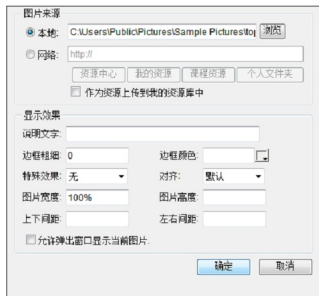 图片来源
本地: C:\Users\Public\Pictures\Sample Pictures\to 浏览
网络: http://
资源中心 我的资源 课程资源 个人文件夹
作为资源上传到我的资源库中
显示效果
说明文字:
边框粗细: 0 边框颜色:
特殊效果: 无 对齐: 默认
图片宽度: 100% 图片高度:
上下间距: 左右间距:
允许弹出窗口显示当前图片.
确定 取消